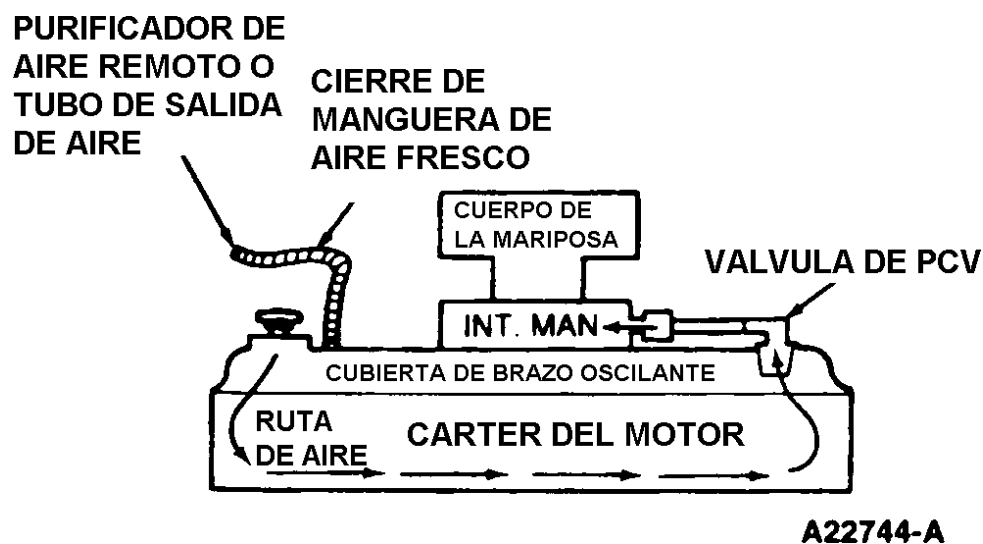 PURIFICADOR DE
AIRE REMOTO O
TUBO DE SALIDA
DE AIRE
CIERRE DE
MANGUERA DE
AIRE FRESCO
CUERPO DE
LA MARIPOSA
VALVULA DE PCV
INT. MAN
CUBIERTA DE BRAZO OSCILANTE
RUTA
DE AIRE
CARTER DEL MOTOR
A22744-A